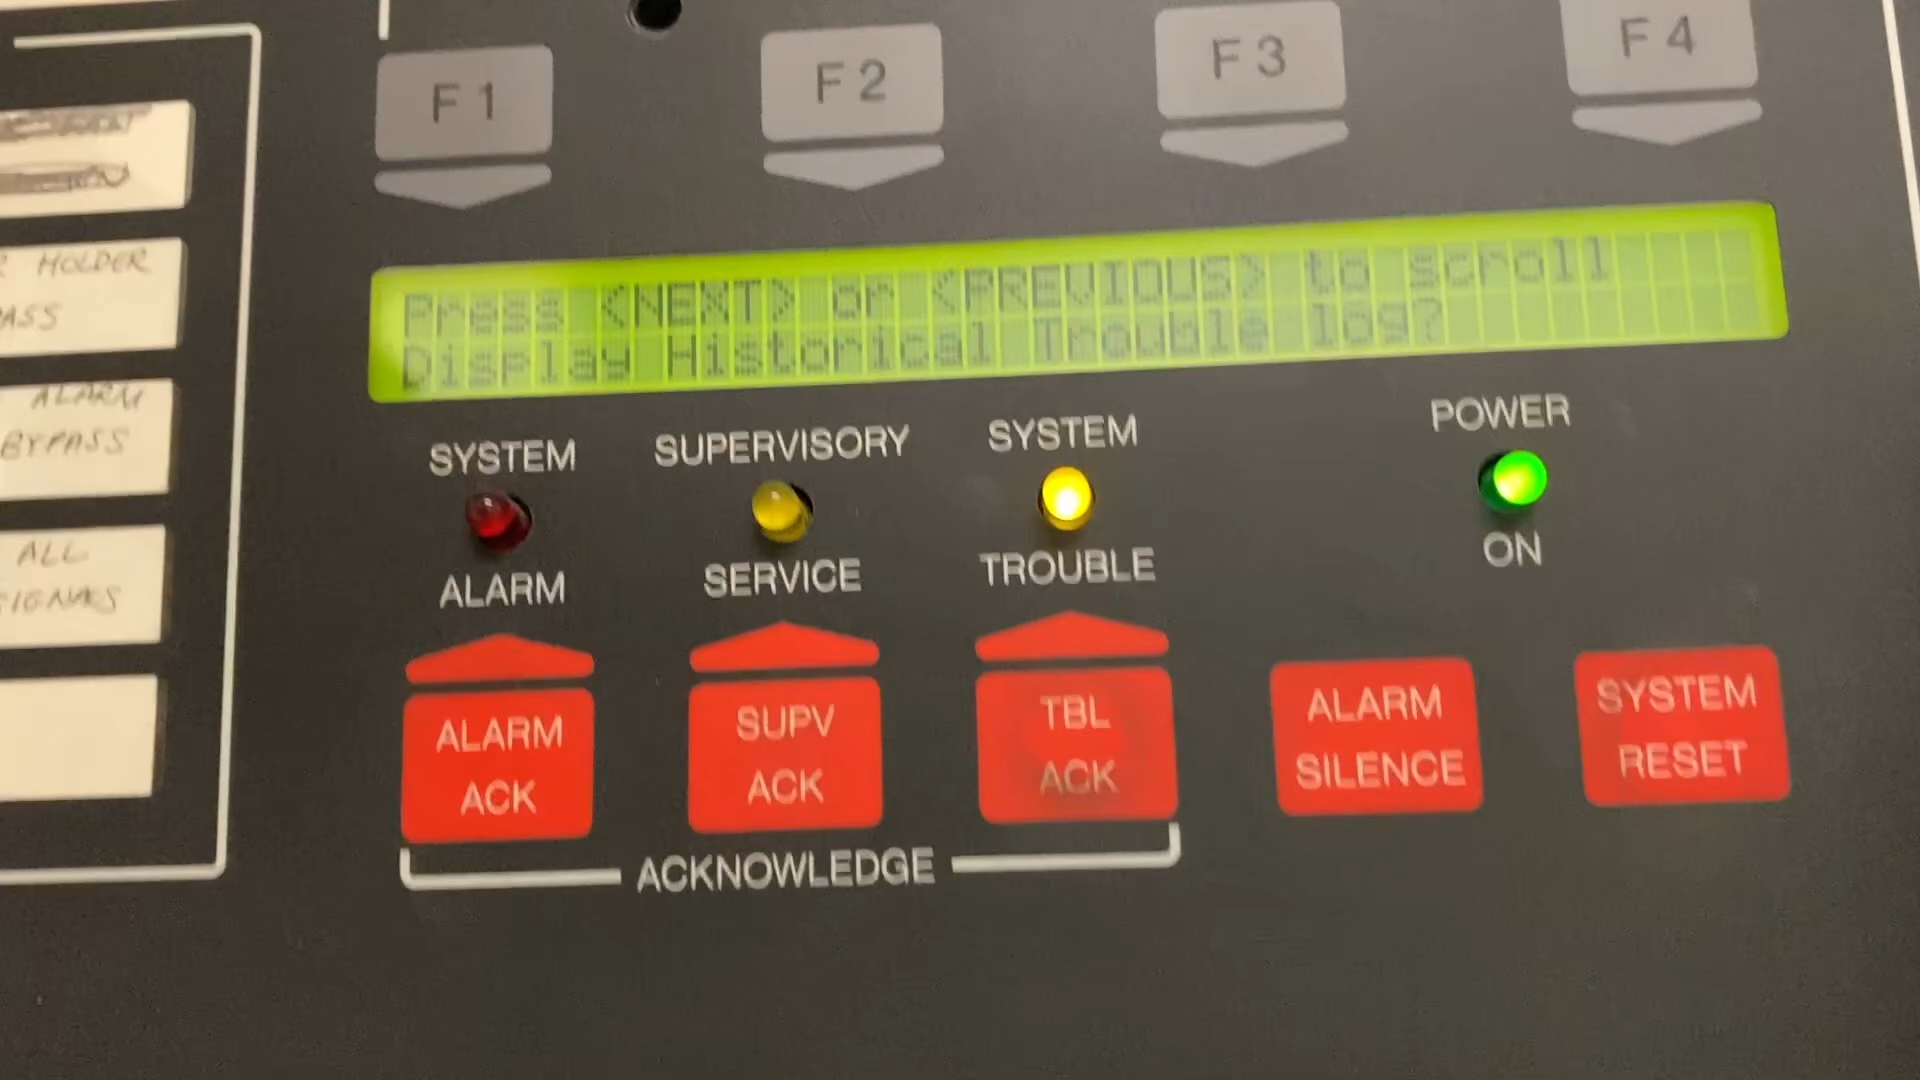 F1
F2
F3
F4
HOLDER
ALARM
BYPASS
ALL
Press <NEXT> or <PREVIOUS> to scroll
Display Historical Trouble log?
SYSTEM
ALARM
SUPERVISORY
SERVICE
SYSTEM
TROUBLE
POWER
ON
ALARM
ACK
SUPV
ACK
TBL
ACK
ALARM
SILENCE
SYSTEM
RESET
ACKNOWLEDGE